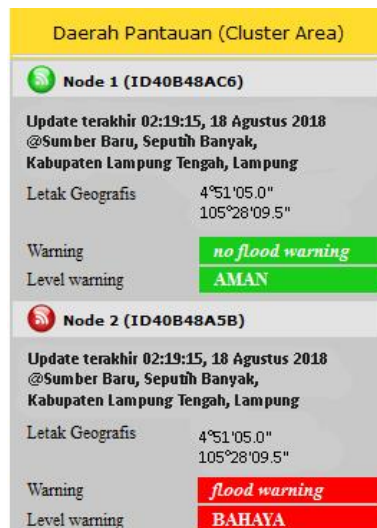 Daerah Pantauan (Cluster Area)
Node 1 (ID40B48AC6)
Update terakhir 02:19:15, 18 Agustus 2018
@Sumber Baru, Seputih Banyak,
Kabupaten Lampung Tengah, Lampung
Letak Geografis 4°51'05.0"
105°28'09.5"
Warning no flood warning
Level warning AMAN
Node 2 (ID40B48A5B)
Update terakhir 02:19:15, 18 Agustus 2018
@Sumber Baru, Seputih Banyak,
Kabupaten Lampung Tengah, Lampung
Letak Geografis 4°51'05.0"
105°28'09.5"
Warning flood warning
Level warning BAHAYA